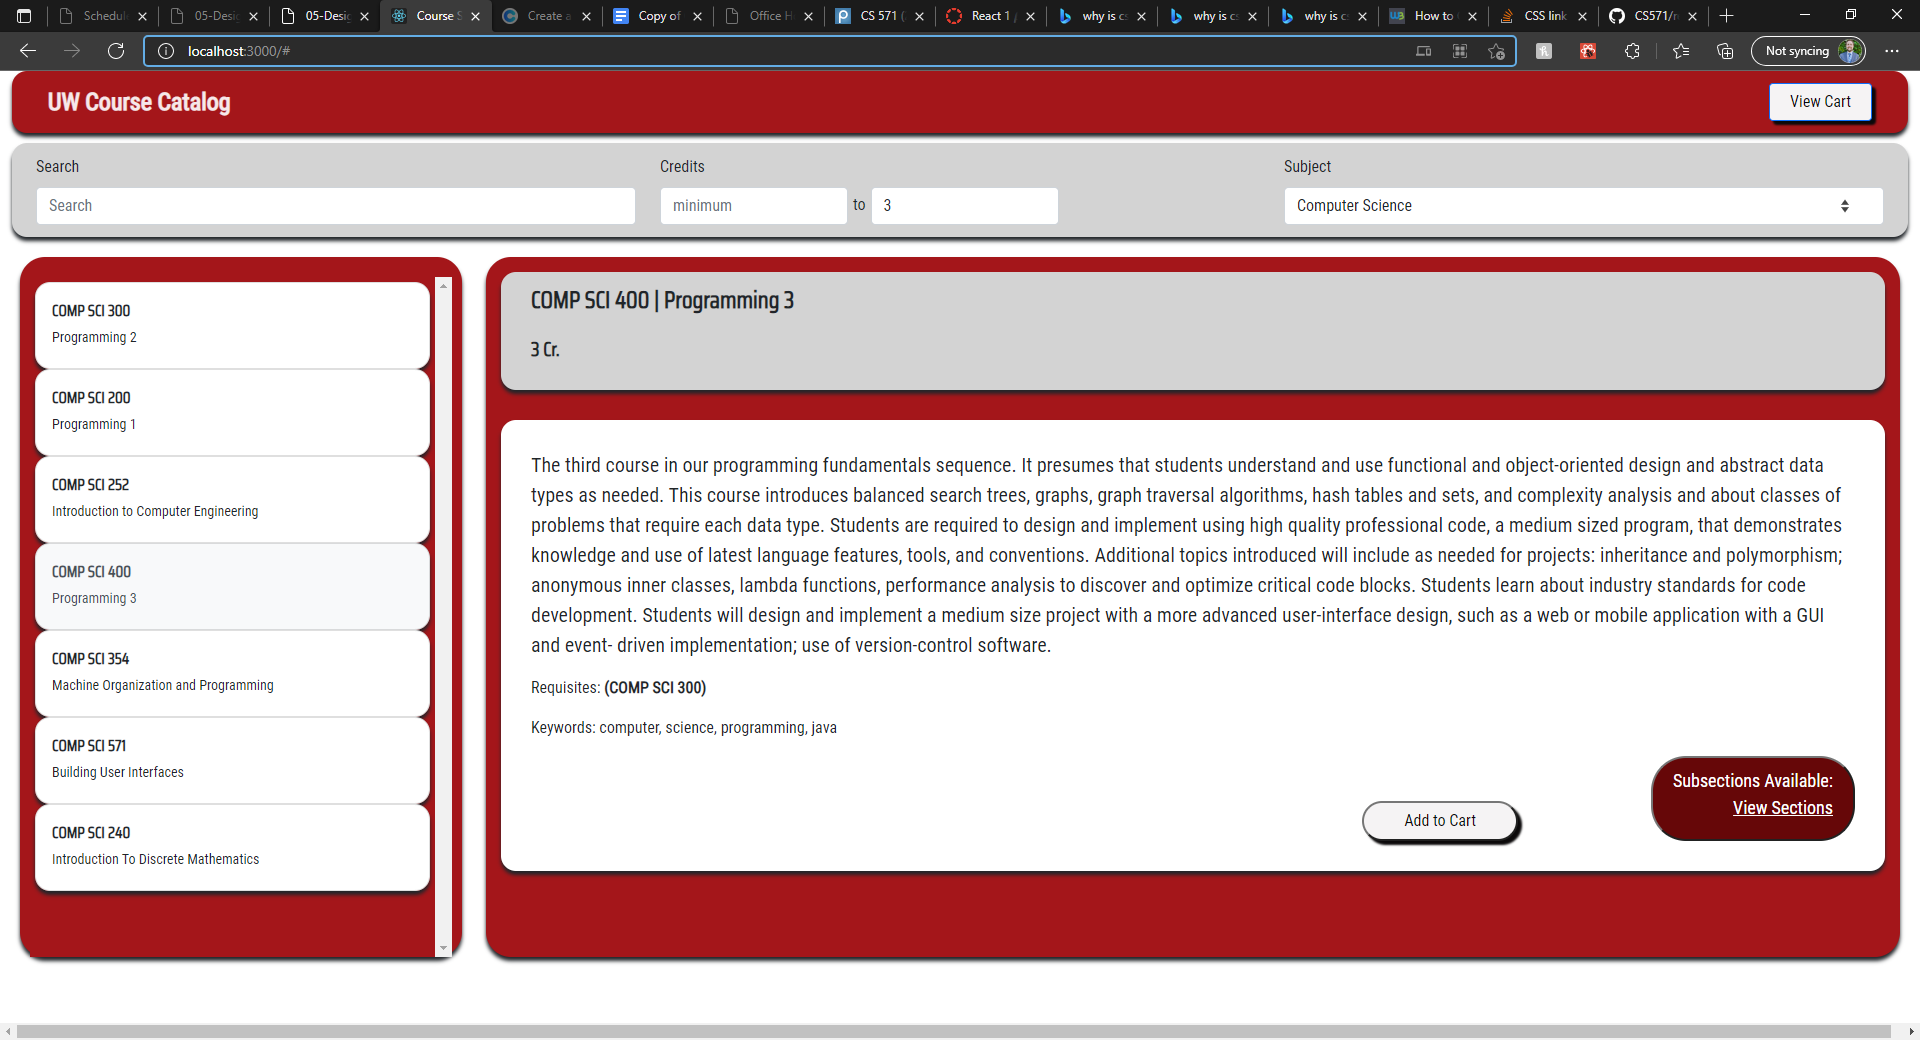 Schedul
05-Desig
05-Desig
Course S
Create a
Copy of
Office H
CS 571 (
React 1
why is cs
why is cs
why is cs
How to
CSS link
CS571/r
localhost:3000/#
Not syncing
UW Course Catalog
View Cart
Search
Credits
Subject
Search
minimum
to
3
Computer Science
COMP SCI 300
Programming 2
COMP SCI 200
Programming 1
COMP SCI 252
Introduction to Computer Engineering
COMP SCI 400
Programming 3
COMP SCI 354
Machine Organization and Programming
COMP SCI 571
Building User Interfaces
COMP SCI 240
Introduction To Discrete Mathematics
COMP SCI 400 | Programming 3
3 Cr.
The third course in our programming fundamentals sequence. It presumes that students understand and use functional and object-oriented design and abstract data
types as needed. This course introduces balanced search trees, graphs, graph traversal algorithms, hash tables and sets, and complexity analysis and about classes of
problems that require each data type. Students are required to design and implement using high quality professional code, a medium sized program, that demonstrates
knowledge and use of latest language features, tools, and conventions. Additional topics introduced will include as needed for projects: inheritance and polymorphism;
anonymous inner classes, lambda functions, performance analysis to discover and optimize critical code blocks. Students learn about industry standards for code
development. Students will design and implement a medium size project with a more advanced user-interface design, such as a web or mobile application with a GUI
and event- driven implementation; use of version-control software.
Requisites: (COMP SCI 300)
Keywords: computer, science, programming, java
Subsections Available:
View Sections
Add to Cart